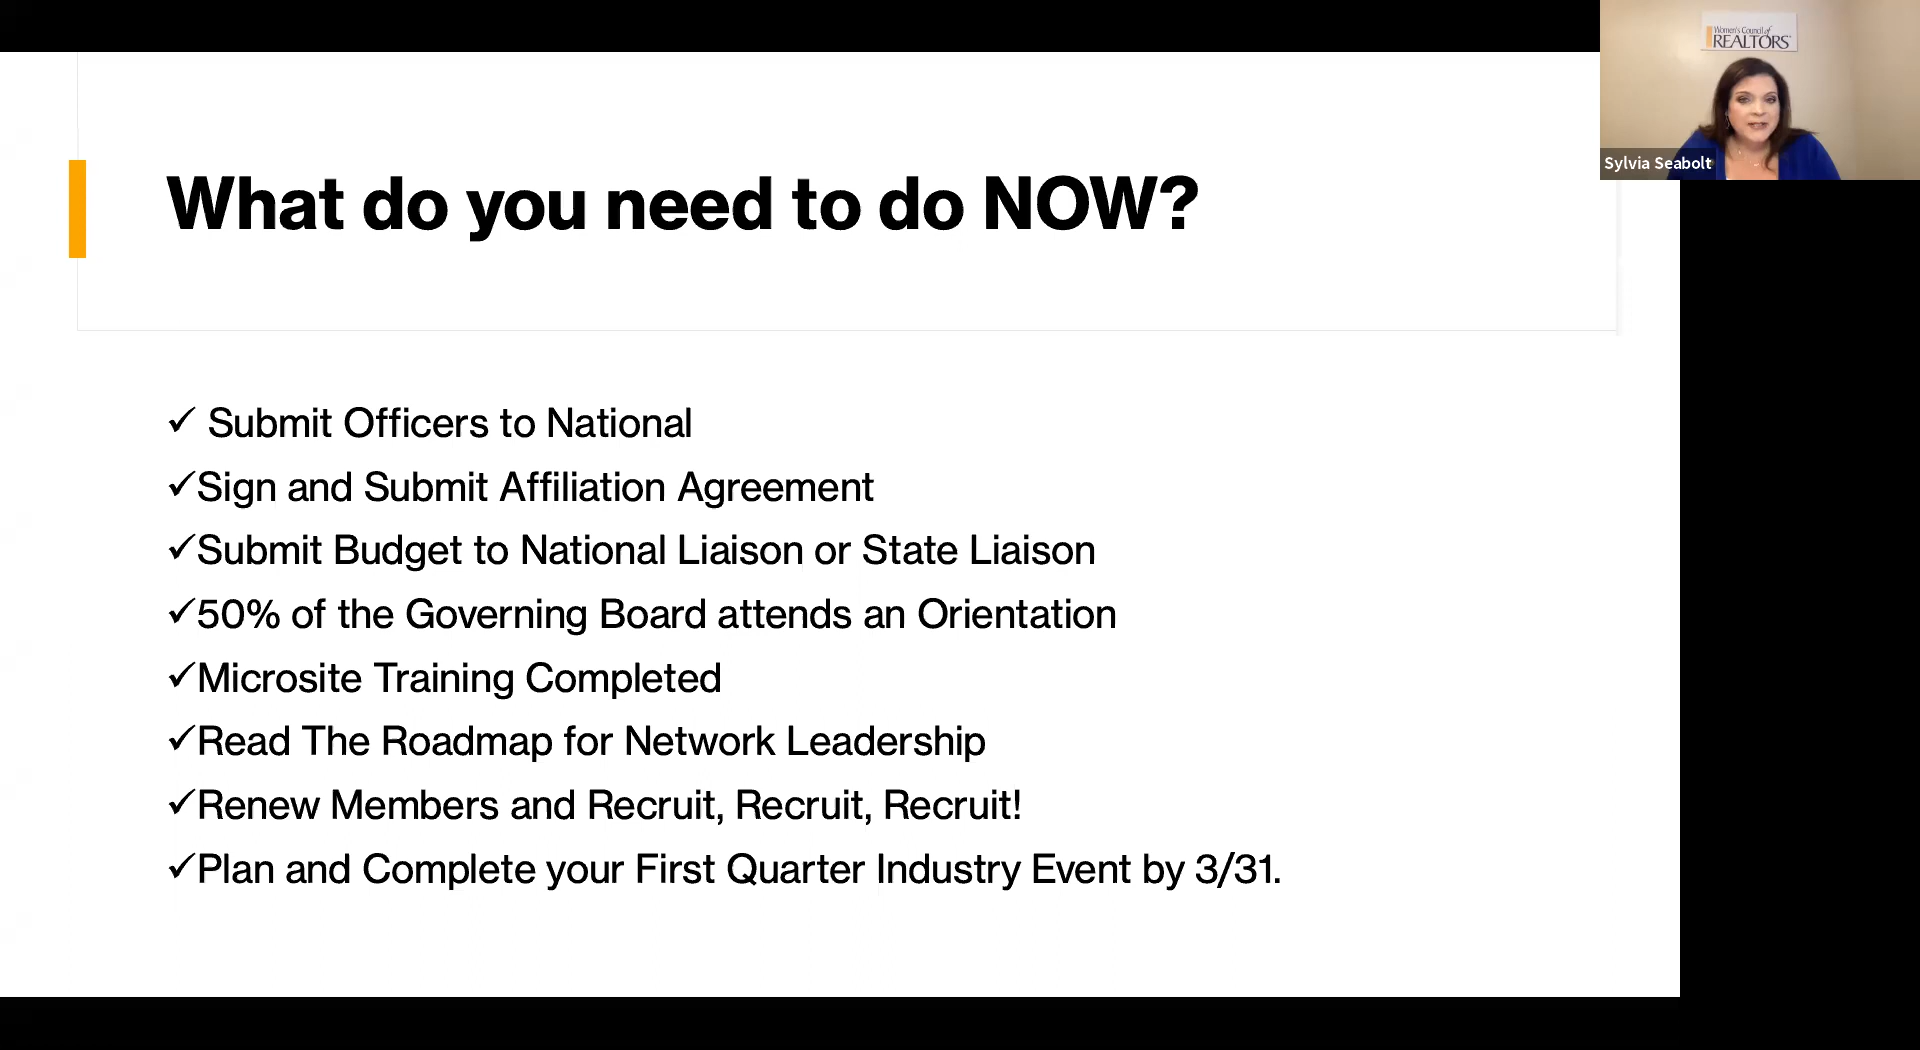 Women's Council of
REALTORS
Sylvia Seabolt
What do you need to do NOW?
✓ Submit Officers to National
✓Sign and Submit Affiliation Agreement
✓Submit Budget to National Liaison or State Liaison
✓50% of the Governing Board attends an Orientation
✓Microsite Training Completed
✓Read The Roadmap for Network Leadership
✓Renew Members and Recruit, Recruit, Recruit!
✓Plan and Complete your First Quarter Industry Event by 3/31.